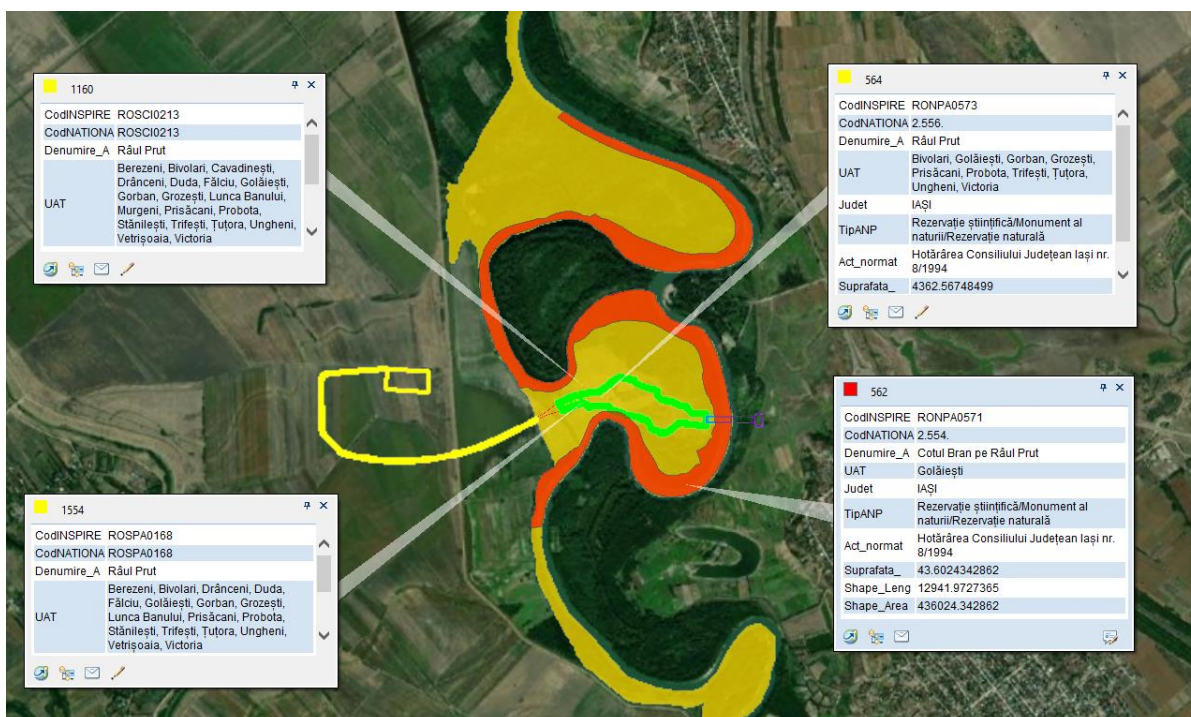 1160
CodINSPIRE ROSCI0213
CodNATIONA ROSCI0213
Denumire_A Râul Prut
UAT
Berezeni, Bivolari, Cavadinești,
Drânceni, Duda, Fălciu, Golăiești,
Gorban, Grozești, Lunca Banului,
Murgeni, Prisăcani, Probota,
Stănilești, Trifești, Țuțora, Ungheni,
Vetrișoaia, Victoria
564
CodINSPIRE RONPA0573
CodNATIONA 2.556.
Denumire_A Râul Prut
UAT
Bivolari, Golăiești, Gorban, Grozești,
Prisăcani, Probota, Trifești, Țuțora,
Ungheni, Victoria
Judet IAȘI
TipANP
Rezervație științifică/Monument al
naturii/Rezervație naturală
Act_normat
Hotărârea Consiliului Județean Iași nr.
8/1994
Suprafata_ 4362.56748499
562
CodINSPIRE RONPA0571
CodNATIONA 2.554.
Denumire_A Cotul Bran pe Râul Prut
UAT Golăiești
Judet IAȘI
TipANP
Rezervație științifică/Monument al
naturii/Rezervație naturală
Act_normat
Hotărârea Consiliului Județean Iași nr.
8/1994
Suprafata_ 43.6024342862
Shape_Leng 12941.9727365
Shape_Area 436024.342862
1554
CodINSPIRE ROSPA0168
CodNATIONA ROSPA0168
Denumire_A Râul Prut
UAT
Berezeni, Bivolari, Drânceni, Duda,
Fălciu, Golăiești, Gorban, Grozești,
Lunca Banului, Prisăcani, Probota,
Stănilești, Trifești, Țuțora, Ungheni,
Vetrișoaia, Victoria